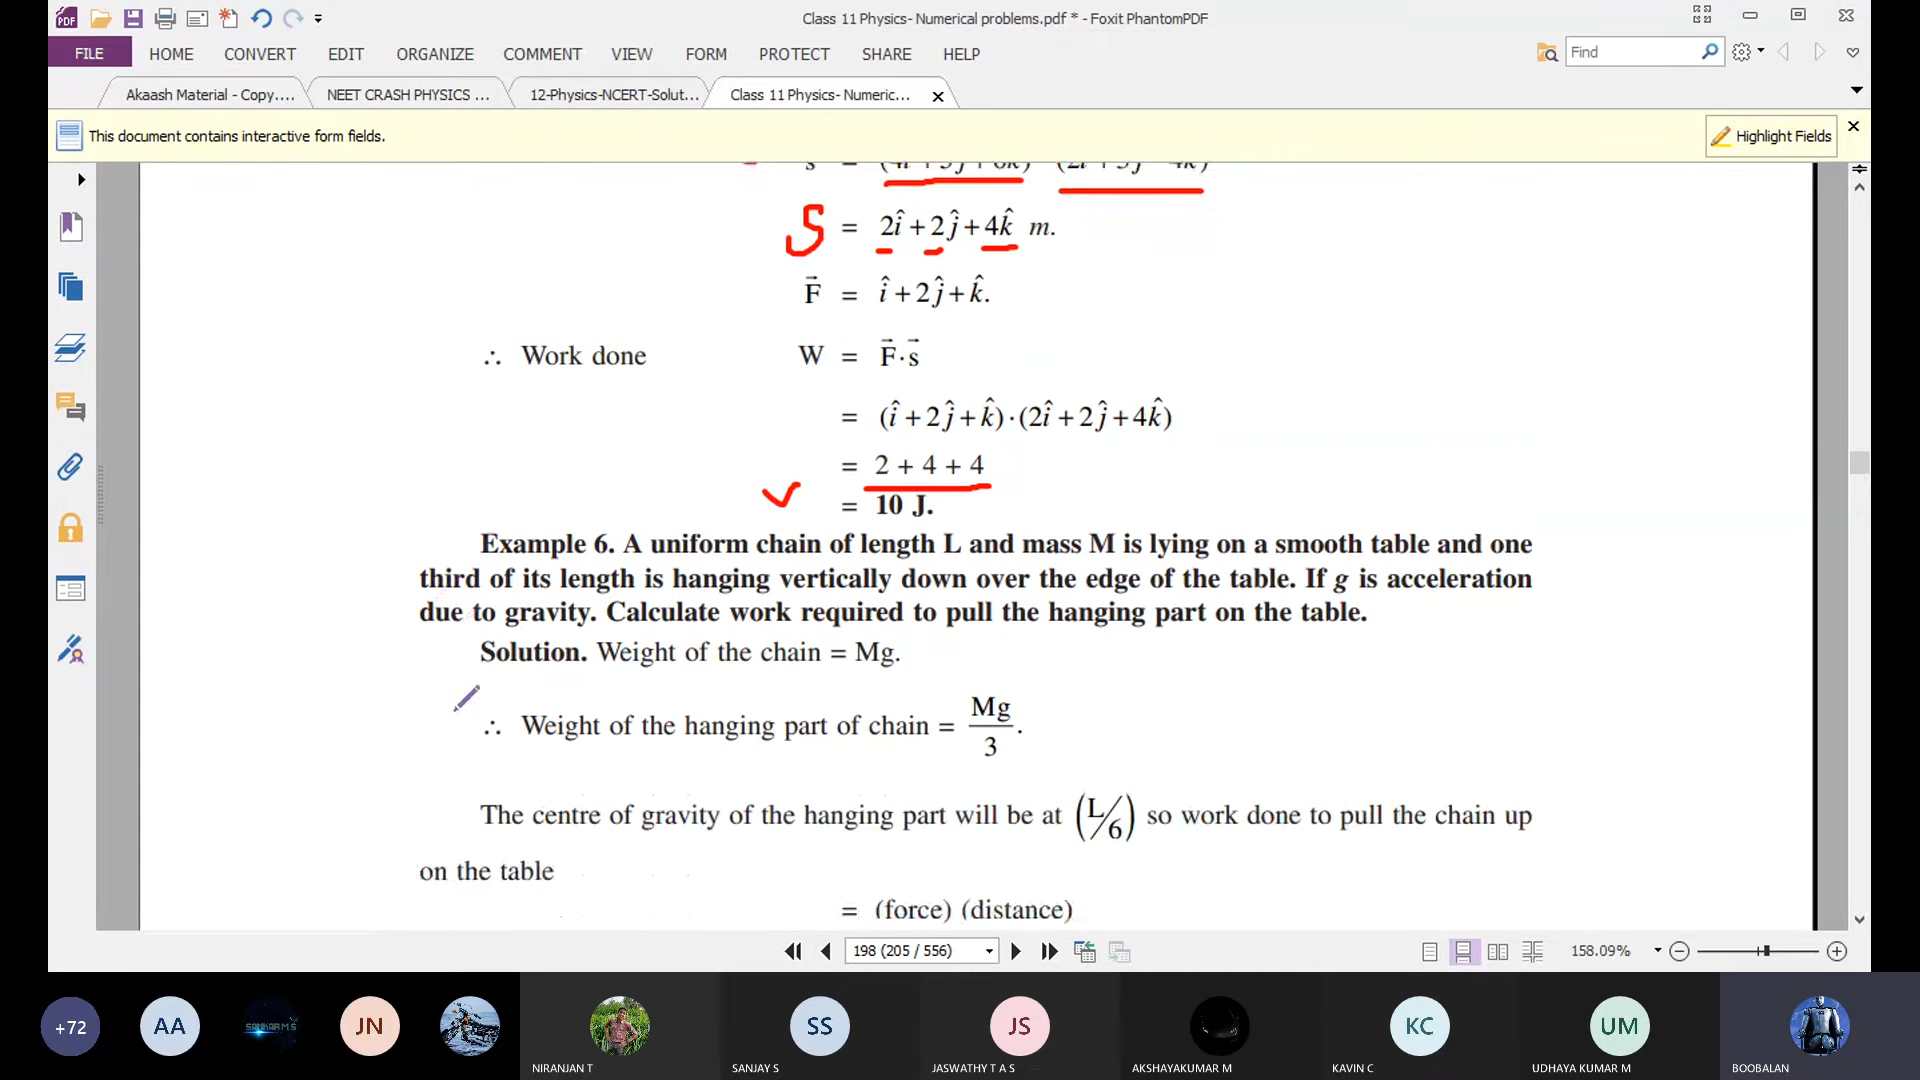 Class 11 Physics- Numerical problems.pdf * - Foxit PhantomPDF
FILE HOME CONVERT EDIT ORGANIZE COMMENT VIEW FORM PROTECT SHARE HELP
Find
Akaash Material - Copy.... NEET CRASH PHYSICS ... 12-Physics-NCERT-Solut... Class 11 Physics- Numeric...
This document contains interactive form fields.
Highlight Fields
S = 2î + 2ĵ + 4k̂ m.
F⃗ = î + 2ĵ + k̂.
∴ Work done W = F⃗ · s⃗
= (î + 2ĵ + k̂) · (2î + 2ĵ + 4k̂)
= 2 + 4 + 4
= 10 J.
Example 6. A uniform chain of length L and mass M is lying on a smooth table and one
third of its length is hanging vertically down over the edge of the table. If g is acceleration
due to gravity. Calculate work required to pull the hanging part on the table.
Solution. Weight of the chain = Mg.
∴ Weight of the hanging part of chain = Mg/3.
The centre of gravity of the hanging part will be at (L/6) so work done to pull the chain up
on the table
= (force) (distance)
198 (205 / 556)
158.09%
+72 AA SANKAR M S JN SS JS KC UM
NIRANJAN T SANJAY S JASWATHY T A S AKSHAYAKUMAR M KAVIN C UDHAYA KUMAR M BOOBALAN